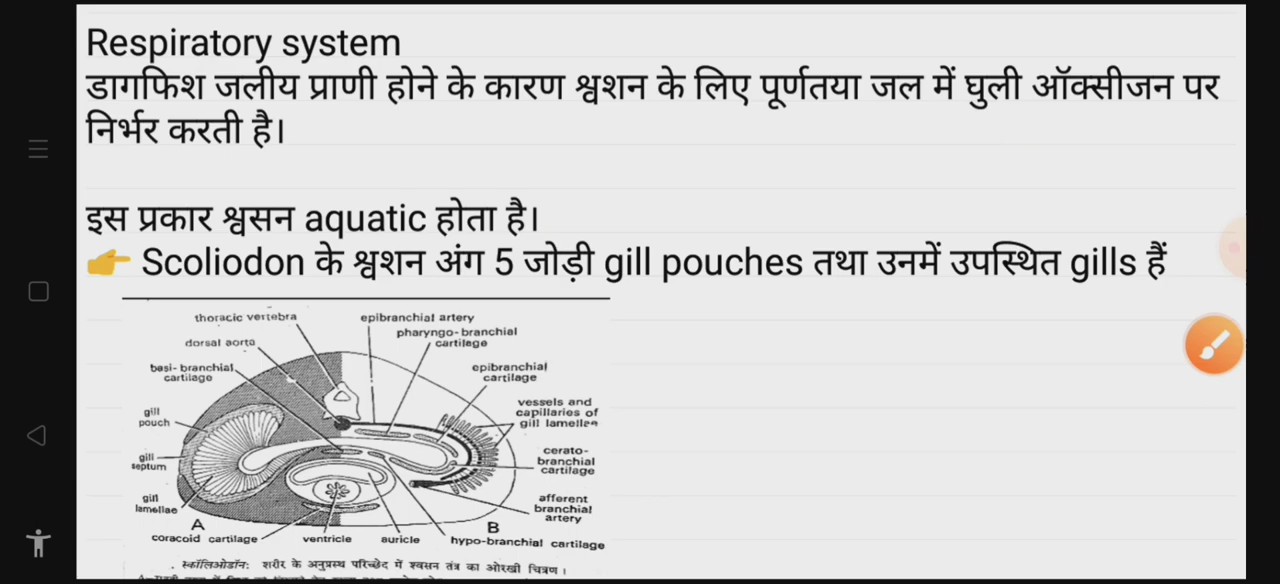 Respiratory system
डागफिश जलीय प्राणी होने के कारण श्वशन के लिए पूर्णतया जल में घुली ऑक्सीजन पर
निर्भर करती है।
इस प्रकार श्वसन aquatic होता है।
👉 Scoliodon के श्वशन अंग 5 जोड़ी gill pouches तथा उनमें उपस्थित gills हैं
thoracic vertebra
epibranchial artery
pharyngo-branchial
cartilage
dorsal aorta
basi-branchial
cartilage
epibranchial
cartilage
vessels and
capillaries of
gill lamellae
gill
pouch
gill
septum
cerato-
branchial
cartilage
gill
lamellae
afferent
branchial
artery
A
B
coracoid cartilage
ventricle
auricle
hypo-branchial cartilage
स्कॉलिओडॉन: शरीर के अनुप्रस्थ परिच्छेद में श्वसन तंत्र का ओरखी चित्रण।